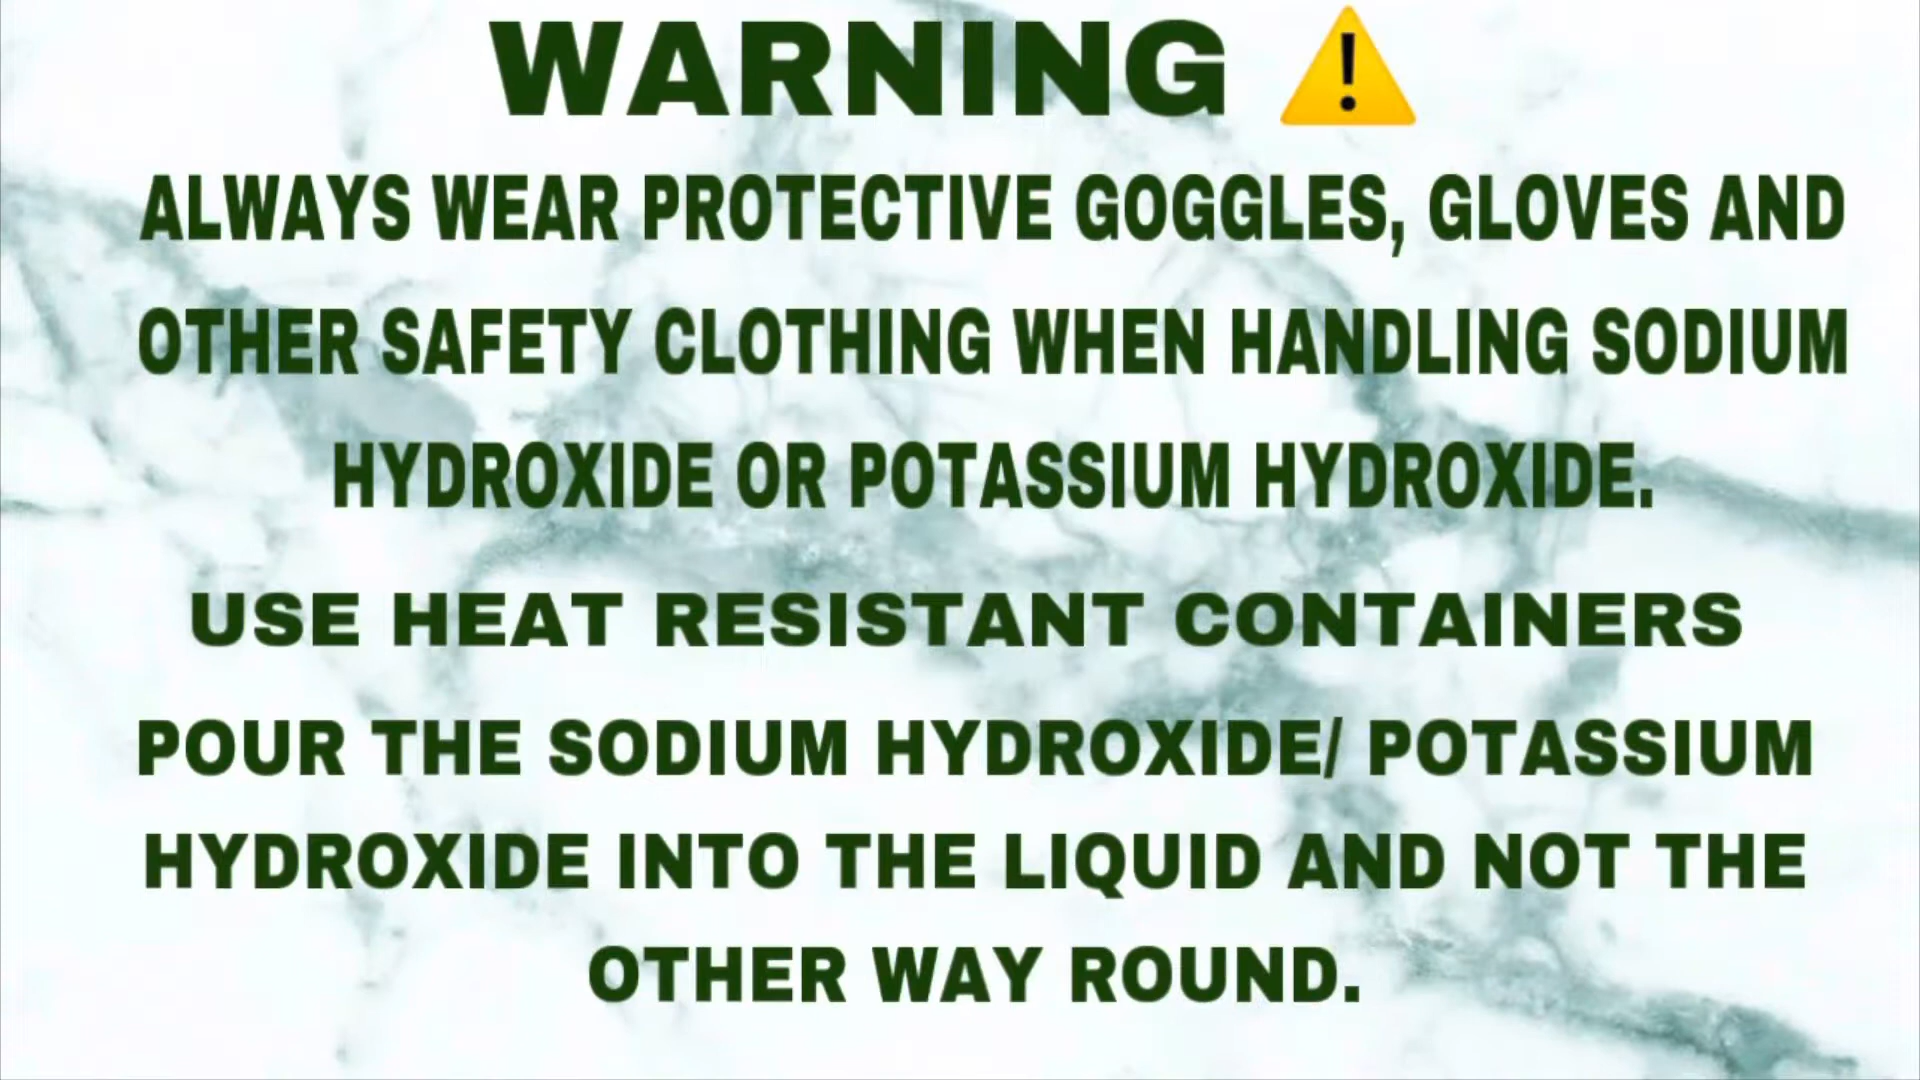 WARNING ⚠️
ALWAYS WEAR PROTECTIVE GOGGLES, GLOVES AND
OTHER SAFETY CLOTHING WHEN HANDLING SODIUM
HYDROXIDE OR POTASSIUM HYDROXIDE.
USE HEAT RESISTANT CONTAINERS
POUR THE SODIUM HYDROXIDE/ POTASSIUM
HYDROXIDE INTO THE LIQUID AND NOT THE
OTHER WAY ROUND.